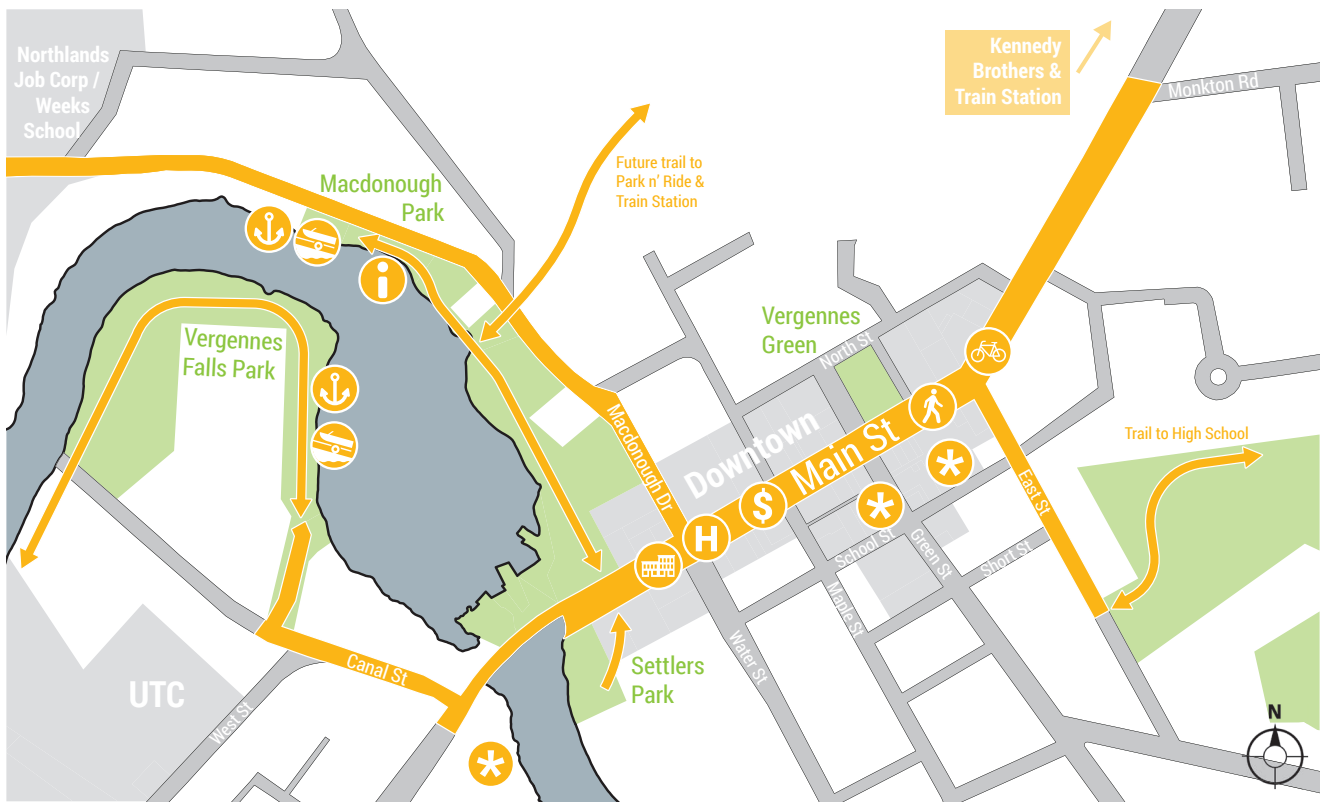 Northlands
Job Corp /
Weeks
School
Kennedy
Brothers &
Train Station
Monkton Rd
Macdonough
Park
Future trail to
Park n' Ride &
Train Station
Vergennes
Falls Park
Vergennes
Green
North St
Macdonough Dr
Downtown
Main St
$
H
*
*
Trail to High School
East St
School St
Green St
Short St
Maple St
Water St
Settlers
Park
Canal St
UTC
West St
*
N